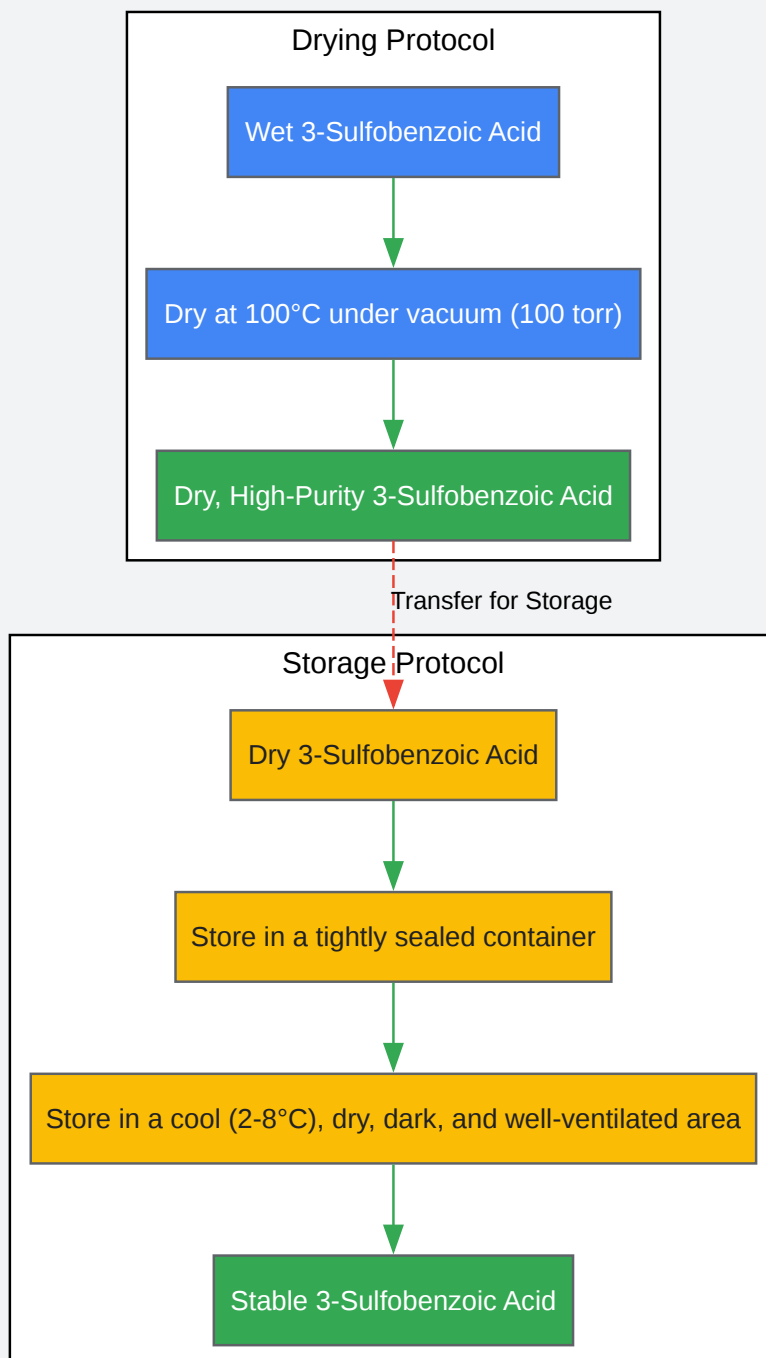 Drying Protocol
Wet 3-Sulfobenzoic Acid
Dry at 100°C under vacuum (100 torr)
Dry, High-Purity 3-Sulfobenzoic Acid
Transfer for Storage
Storage Protocol
Dry 3-Sulfobenzoic Acid
Store in a tightly sealed container
Store in a cool (2-8°C), dry, dark, and well-ventilated area
Stable 3-Sulfobenzoic Acid